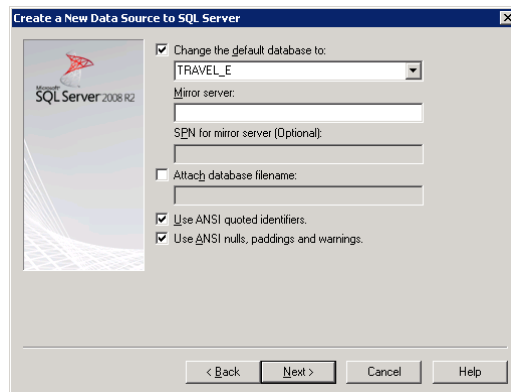 Create a New Data Source to SQL Server
Microsoft
SQL Server 2008 R2
Change the default database to:
TRAVEL_E
Mirror server:
SPN for mirror server (Optional):
Attach database filename:
Use ANSI quoted identifiers.
Use ANSI nulls, paddings and warnings.
< Back
Next >
Cancel
Help